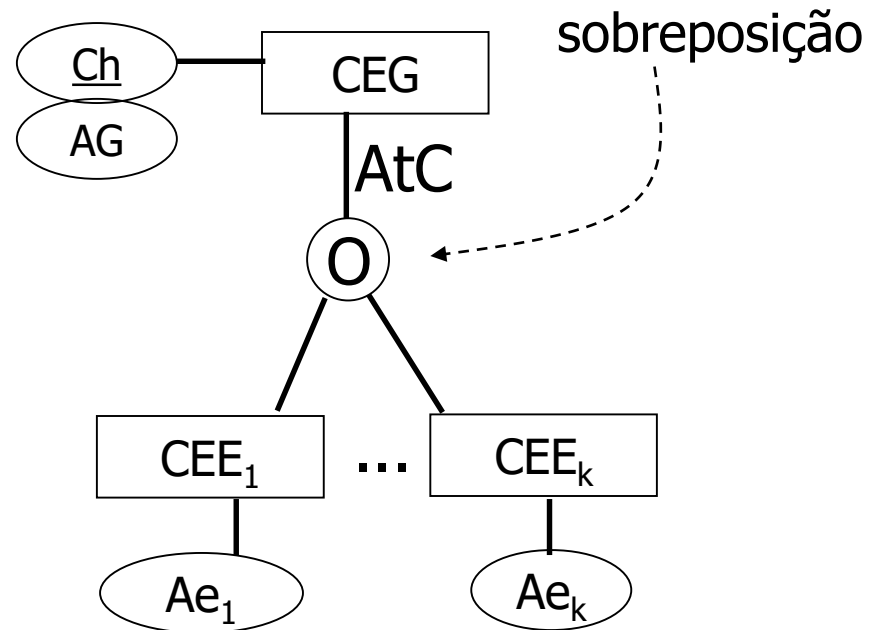 sobreposição
Ch
CEG
AG
AtC
O
CEE₁
...
CEEₖ
Ae₁
Aeₖ